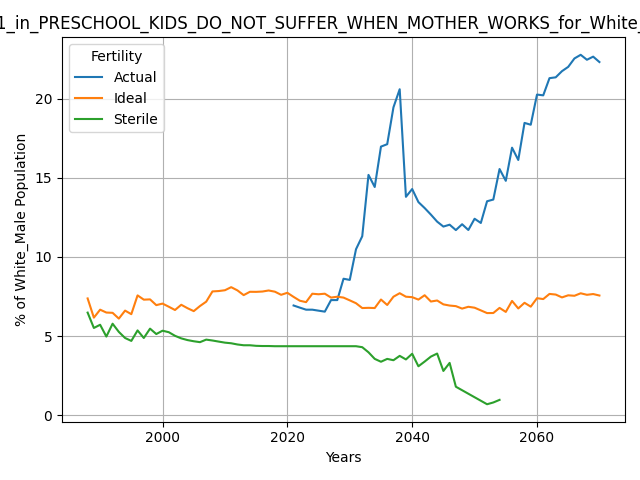 1_in_PRESCHOOL_KIDS_DO_NOT_SUFFER_WHEN_MOTHER_WORKS_for_White_
Fertility
Actual
Ideal
Sterile
% of White_Male Population
20
15
10
5
0
2000 2020 2040 2060
Years